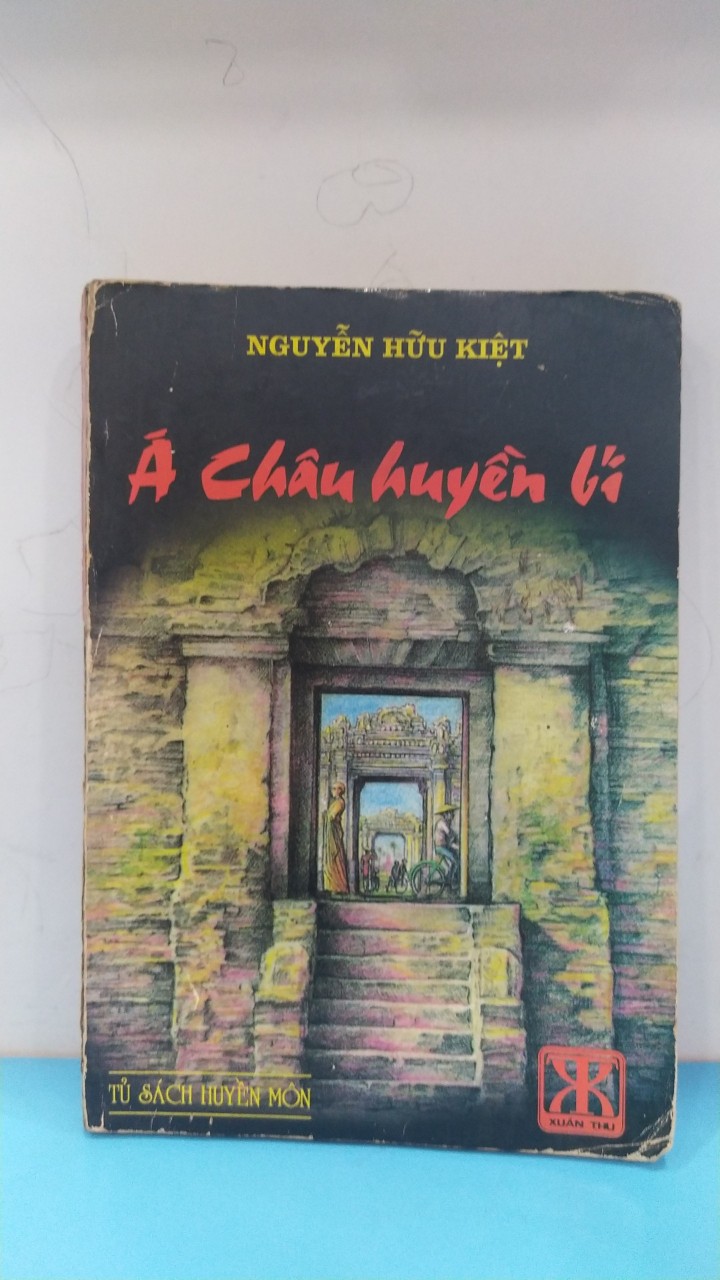 NGUYỄN HỮU KIỆT
Á Châu huyền bí
TỦ SÁCH HUYỀN MÔN
XUÂN THU